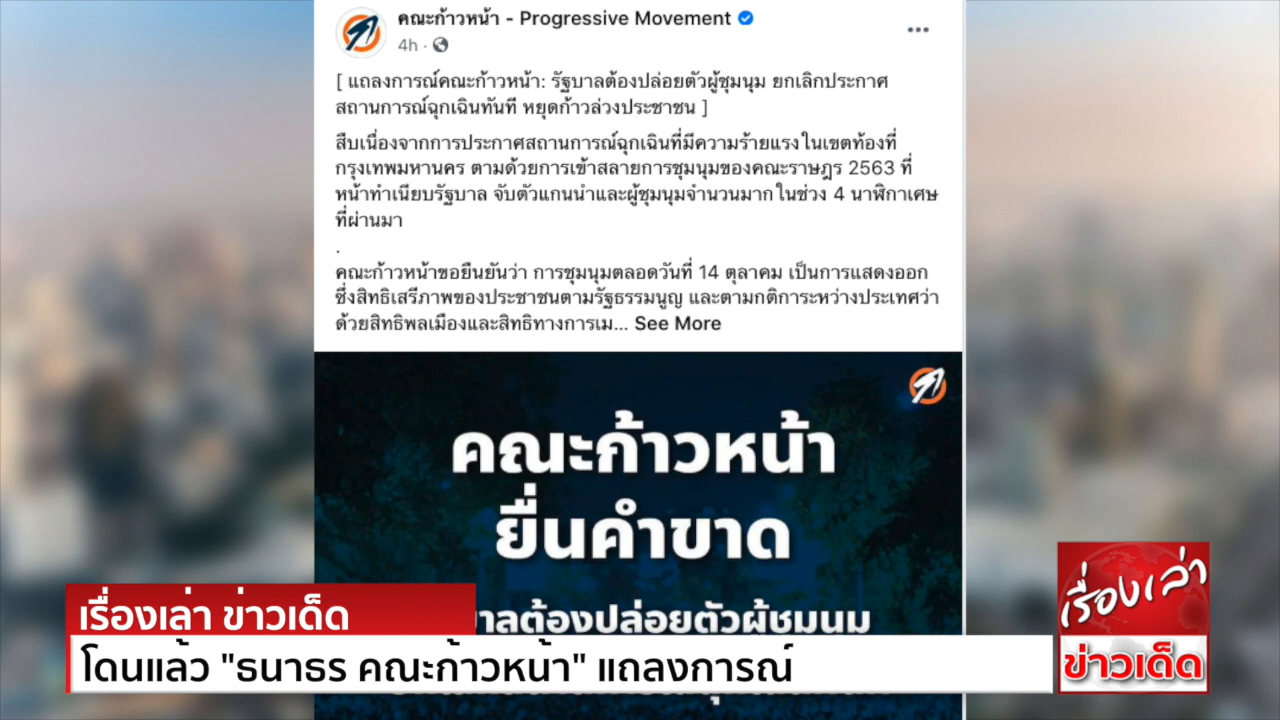 คณะก้าวหน้า - Progressive Movement
4h ·
[ แถลงการณ์คณะก้าวหน้า: รัฐบาลต้องปล่อยตัวผู้ชุมนุม ยกเลิกประกาศ
สถานการณ์ฉุกเฉินทันที หยุดก้าวล่วงประชาชน ]
สืบเนื่องจากการประกาศสถานการณ์ฉุกเฉินที่มีความร้ายแรงในเขตท้องที่
กรุงเทพมหานคร ตามด้วยการเข้าสลายการชุมนุมของคณะราษฎร 2563 ที่
หน้าทำเนียบรัฐบาล จับตัวแกนนำและผู้ชุมนุมจำนวนมากในช่วง 4 นาฬิกาเศษ
ที่ผ่านมา
.
คณะก้าวหน้าขอยืนยันว่า การชุมนุมตลอดวันที่ 14 ตุลาคม เป็นการแสดงออก
ซึ่งสิทธิเสรีภาพของประชาชนตามรัฐธรรมนูญ และตามกติการะหว่างประเทศว่า
ด้วยสิทธิพลเมืองและสิทธิทางการเม... See More
คณะก้าวหน้า
ยื่นคำขาด
บาลต้องปล่อยตัวผู้ชุมนุม
เรื่องเล่า ข่าวเด็ด
โดนแล้ว "ธนาธร คณะก้าวหน้า" แถลงการณ์
เรื่องเล่า
ข่าวเด็ด